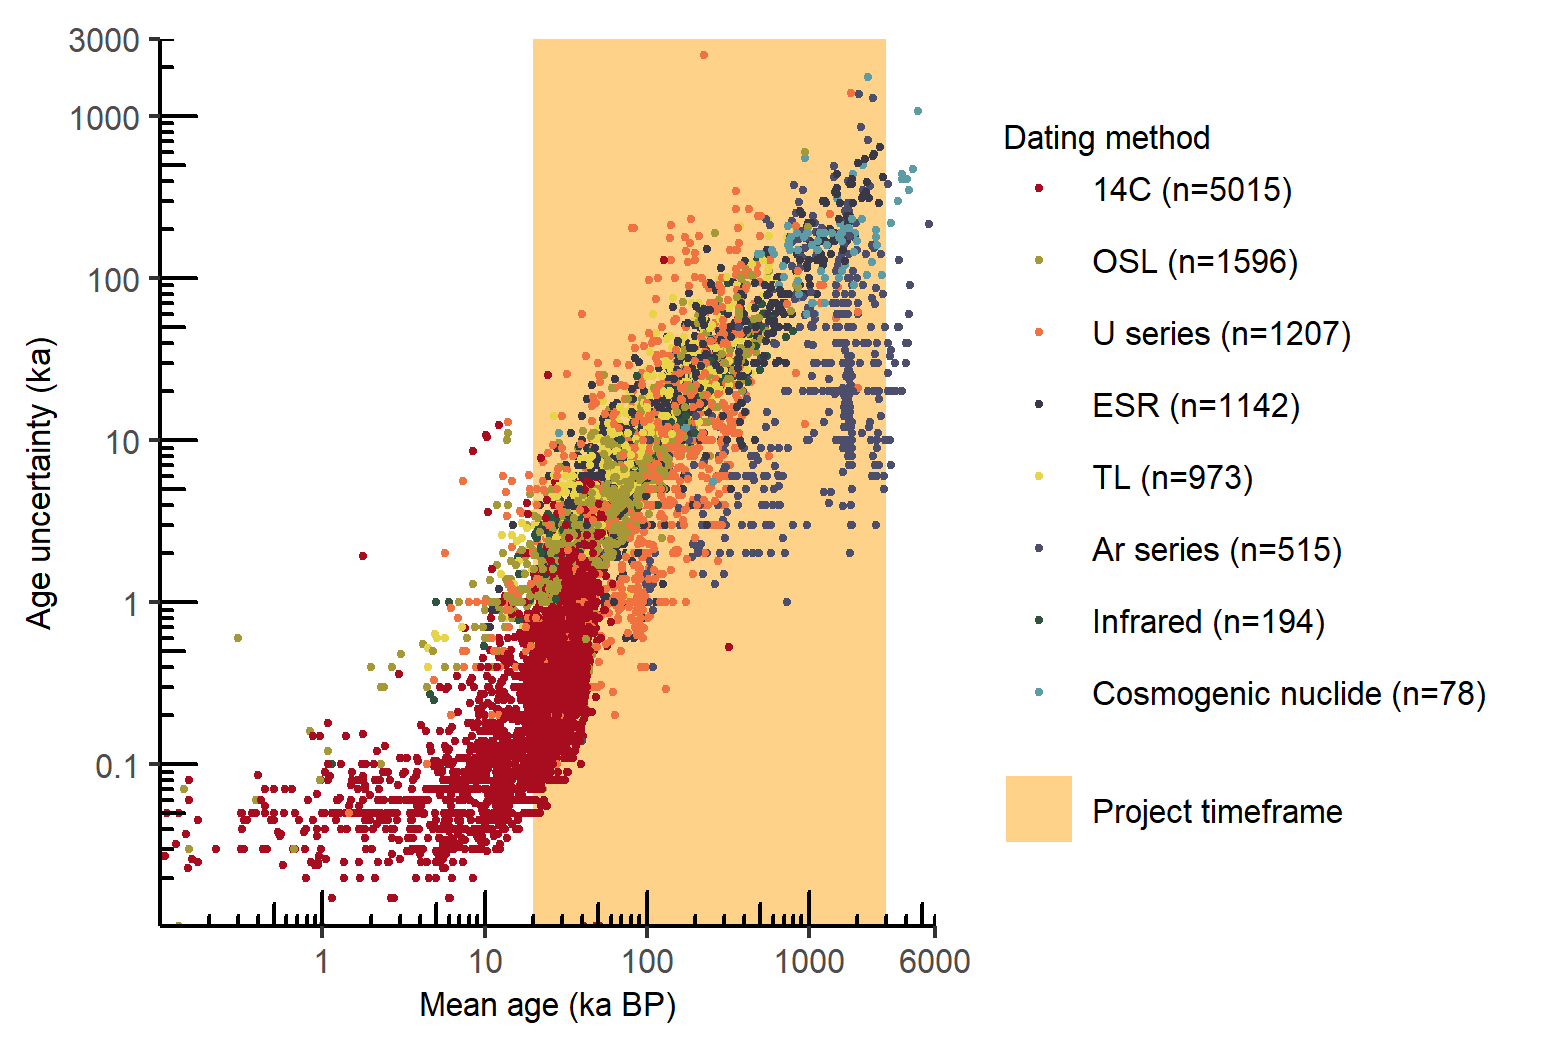 3000
1000
100
10
1
0.1
Age uncertainty (ka)
1
10
100
1000
6000
Mean age (ka BP)
Dating method
14C (n=5015)
OSL (n=1596)
U series (n=1207)
ESR (n=1142)
TL (n=973)
Ar series (n=515)
Infrared (n=194)
Cosmogenic nuclide (n=78)
Project timeframe